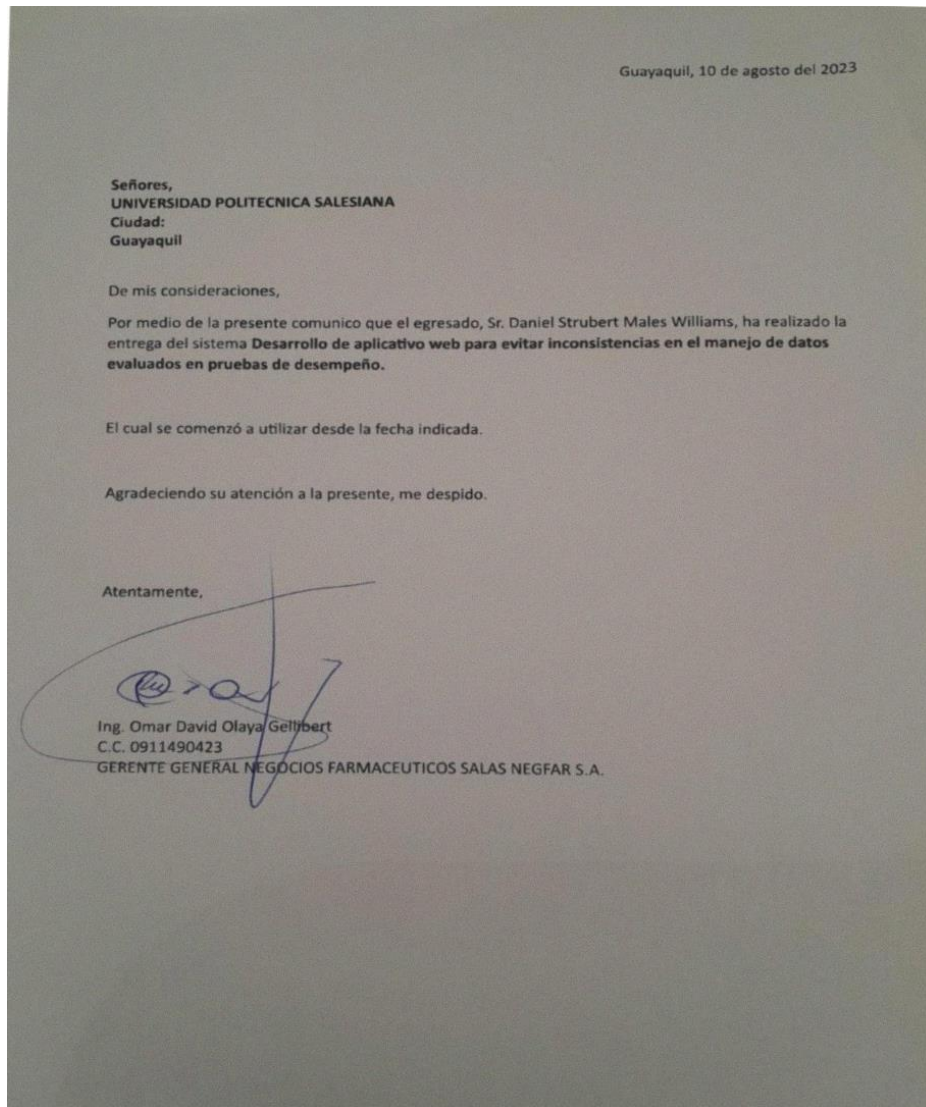 Guayaquil, 10 de agosto del 2023
Señores,
UNIVERSIDAD POLITECNICA SALESIANA
Ciudad:
Guayaquil
De mis consideraciones,
Por medio de la presente comunico que el egresado, Sr. Daniel Strubert Males Williams, ha realizado la
entrega del sistema Desarrollo de aplicativo web para evitar inconsistencias en el manejo de datos
evaluados en pruebas de desempeño.
El cual se comenzó a utilizar desde la fecha indicada.
Agradeciendo su atención a la presente, me despido.
Atentamente,
Ing. Omar David Olaya Gellibert
C.C. 0911490423
GERENTE GENERAL NEGOCIOS FARMACEUTICOS SALAS NEGFAR S.A.